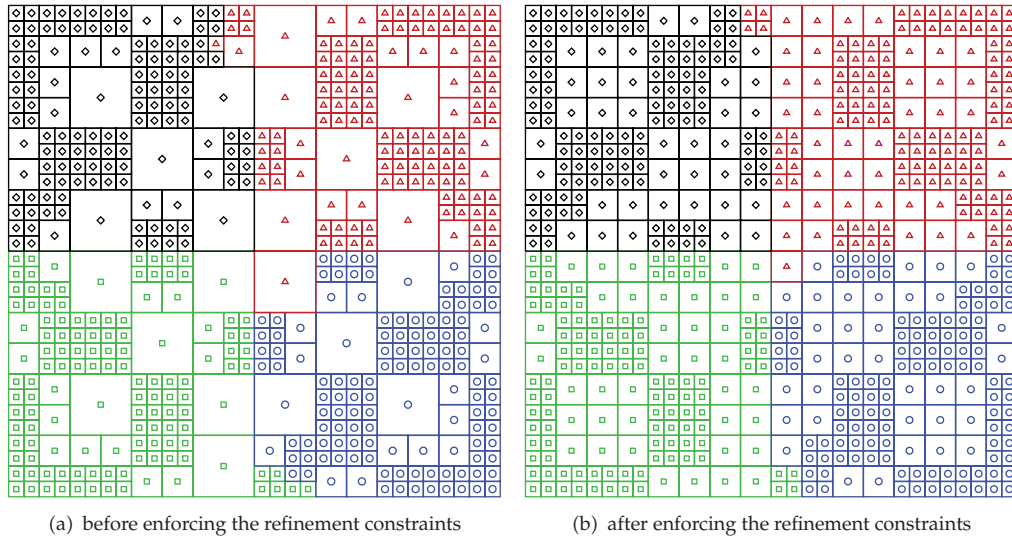 (a) before enforcing the refinement constraints
(b) after enforcing the refinement constraints